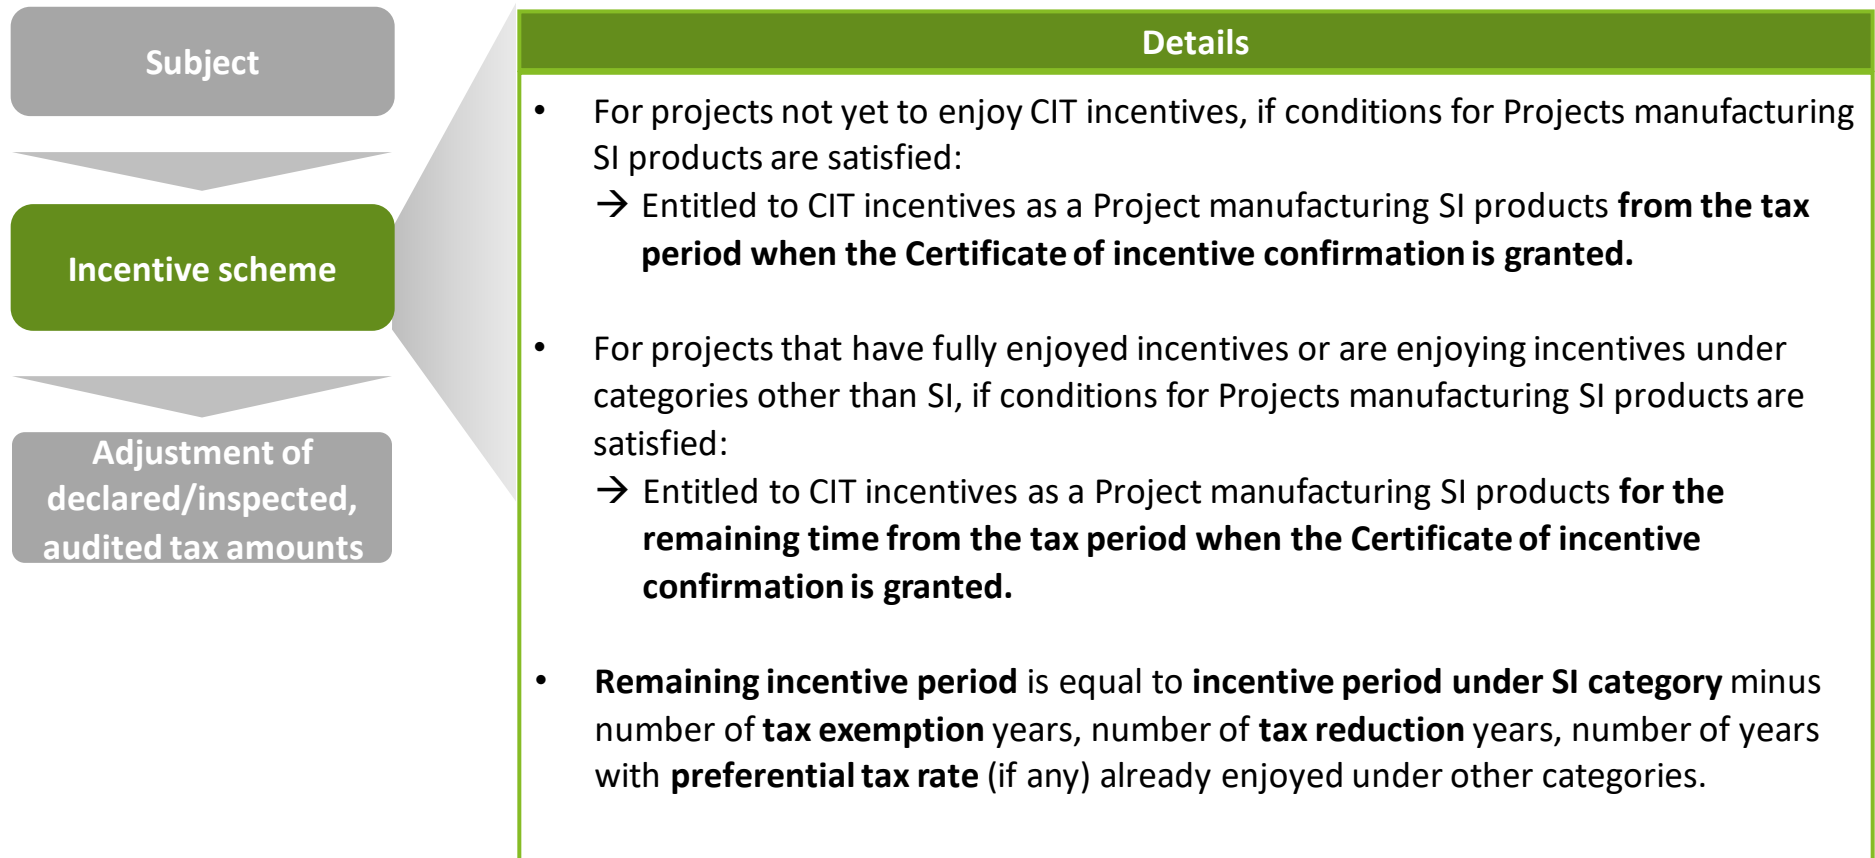 Subject
Incentive scheme
Adjustment of
declared/inspected,
audited tax amounts
Details
• For projects not yet to enjoy CIT incentives, if conditions for Projects manufacturing
SI products are satisfied:
→ Entitled to CIT incentives as a Project manufacturing SI products from the tax
period when the Certificate of incentive confirmation is granted.
• For projects that have fully enjoyed incentives or are enjoying incentives under
categories other than SI, if conditions for Projects manufacturing SI products are
satisfied:
→ Entitled to CIT incentives as a Project manufacturing SI products for the
remaining time from the tax period when the Certificate of incentive
confirmation is granted.
• Remaining incentive period is equal to incentive period under SI category minus
number of tax exemption years, number of tax reduction years, number of years
with preferential tax rate (if any) already enjoyed under other categories.